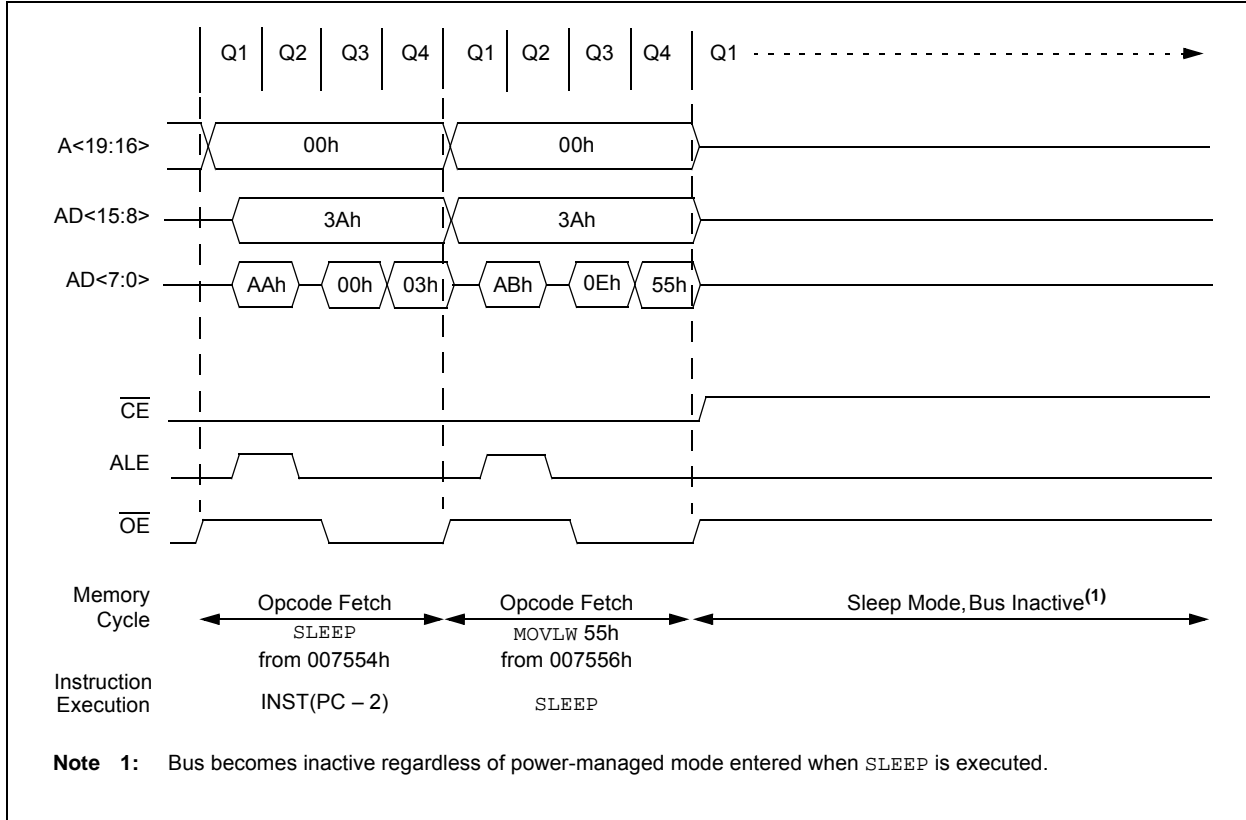 Q1 Q2 Q3 Q4 Q1 Q2 Q3 Q4 Q1
A<19:16> 00h 00h
AD<15:8> 3Ah 3Ah
AD<7:0> AAh 00h 03h ABh 0Eh 55h
CE
ALE
OE
Memory Cycle
Opcode Fetch
SLEEP
from 007554h
Opcode Fetch
MOVLW 55h
from 007556h
Sleep Mode, Bus Inactive(1)
Instruction Execution
INST(PC – 2)
SLEEP
Note 1: Bus becomes inactive regardless of power-managed mode entered when SLEEP is executed.